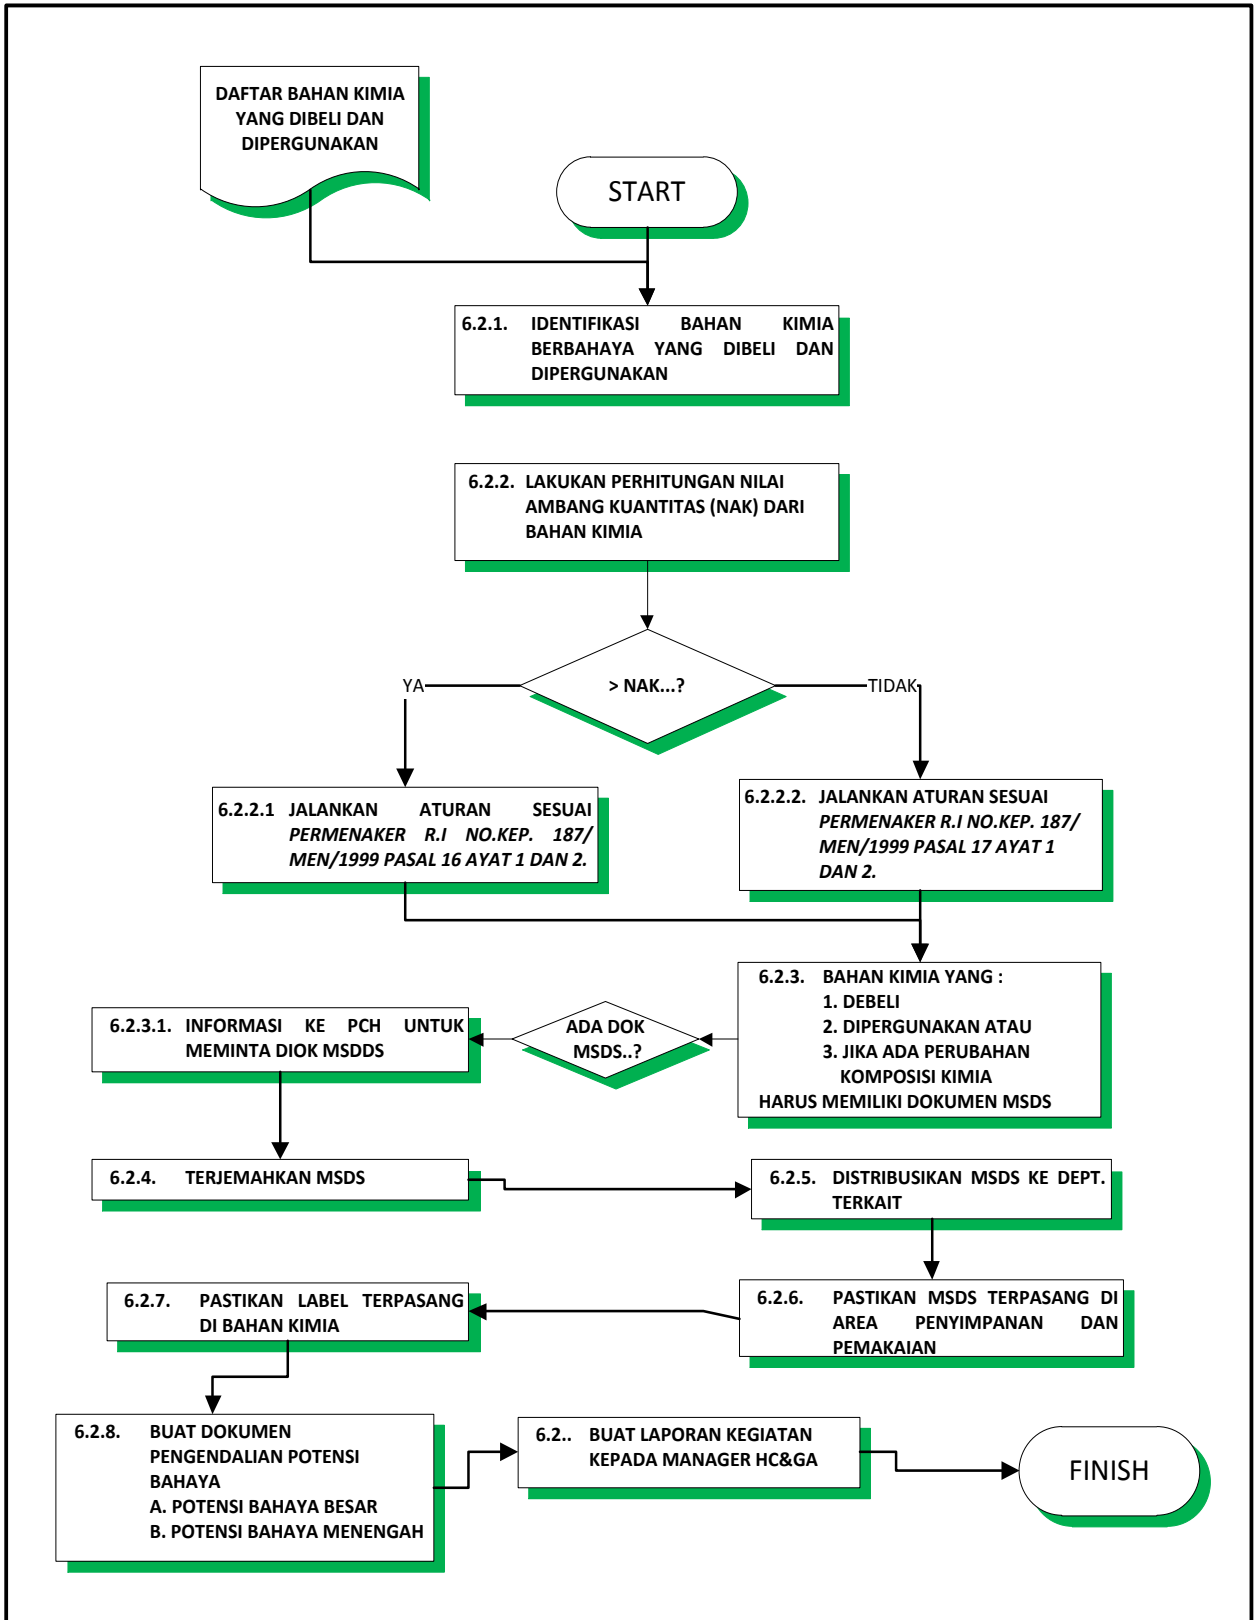 DAFTAR BAHAN KIMIA
YANG DIBELI DAN
DIPERGUNAKAN
START
6.2.1. IDENTIFIKASI BAHAN KIMIA
BERBAHAYA YANG DIBELI DAN
DIPERGUNAKAN
6.2.2. LAKUKAN PERHITUNGAN NILAI
AMBANG KUANTITAS (NAK) DARI
BAHAN KIMIA
> NAK...?
YA
TIDAK
6.2.2.1 JALANKAN ATURAN SESUAI
PERMENAKER R.I NO.KEP. 187/
MEN/1999 PASAL 16 AYAT 1 DAN 2.
6.2.2.2. JALANKAN ATURAN SESUAI
PERMENAKER R.I NO.KEP. 187/
MEN/1999 PASAL 17 AYAT 1
DAN 2.
6.2.3. BAHAN KIMIA YANG :
1. DEBELI
2. DIPERGUNAKAN ATAU
3. JIKA ADA PERUBAHAN
KOMPOSISI KIMIA
HARUS MEMILIKI DOKUMEN MSDS
ADA DOK
MSDS..?
6.2.3.1. INFORMASI KE PCH UNTUK
MEMINTA DIOK MSDDS
6.2.4. TERJEMAHKAN MSDS
6.2.5. DISTRIBUSIKAN MSDS KE DEPT.
TERKAIT
6.2.6. PASTIKAN MSDS TERPASANG DI
AREA PENYIMPANAN DAN
PEMAKAIAN
6.2.7. PASTIKAN LABEL TERPASANG
DI BAHAN KIMIA
6.2.8. BUAT DOKUMEN
PENGENDALIAN POTENSI
BAHAYA
A. POTENSI BAHAYA BESAR
B. POTENSI BAHAYA MENENGAH
6.2.. BUAT LAPORAN KEGIATAN
KEPADA MANAGER HC&GA
FINISH